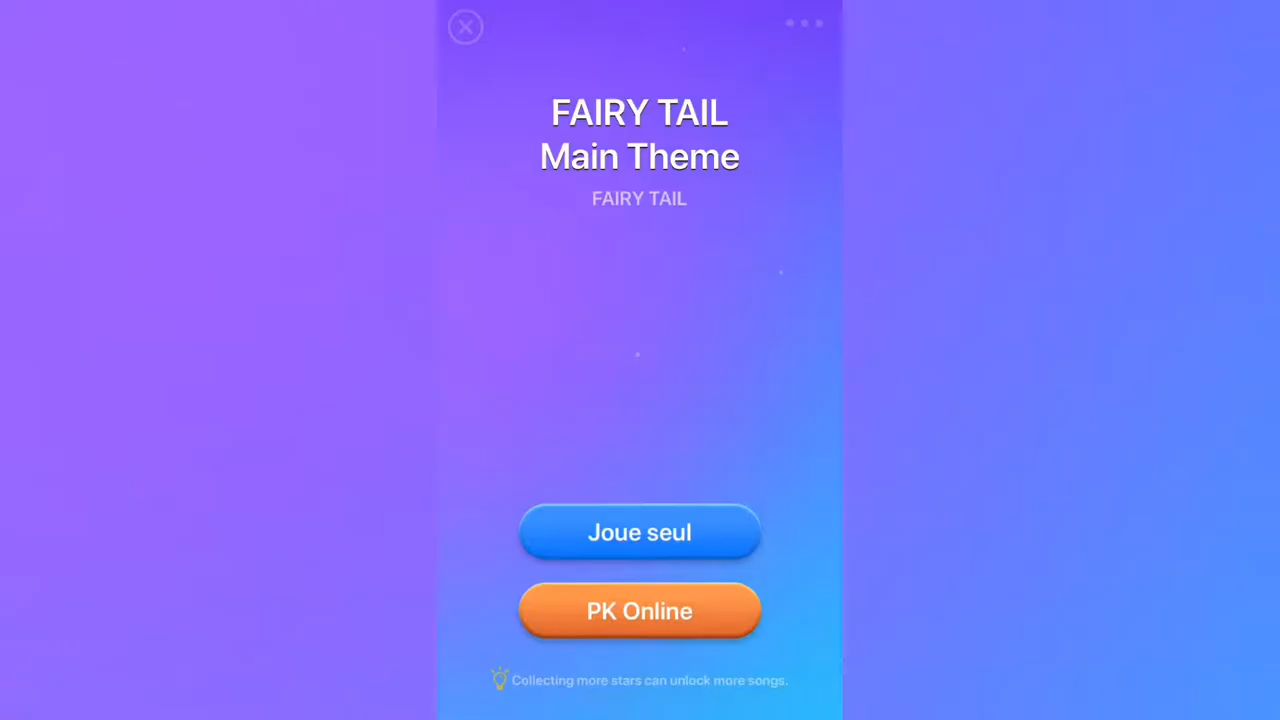 FAIRY TAIL
Main Theme
FAIRY TAIL
Joue seul
PK Online
Collecting more stars can unlock more songs.